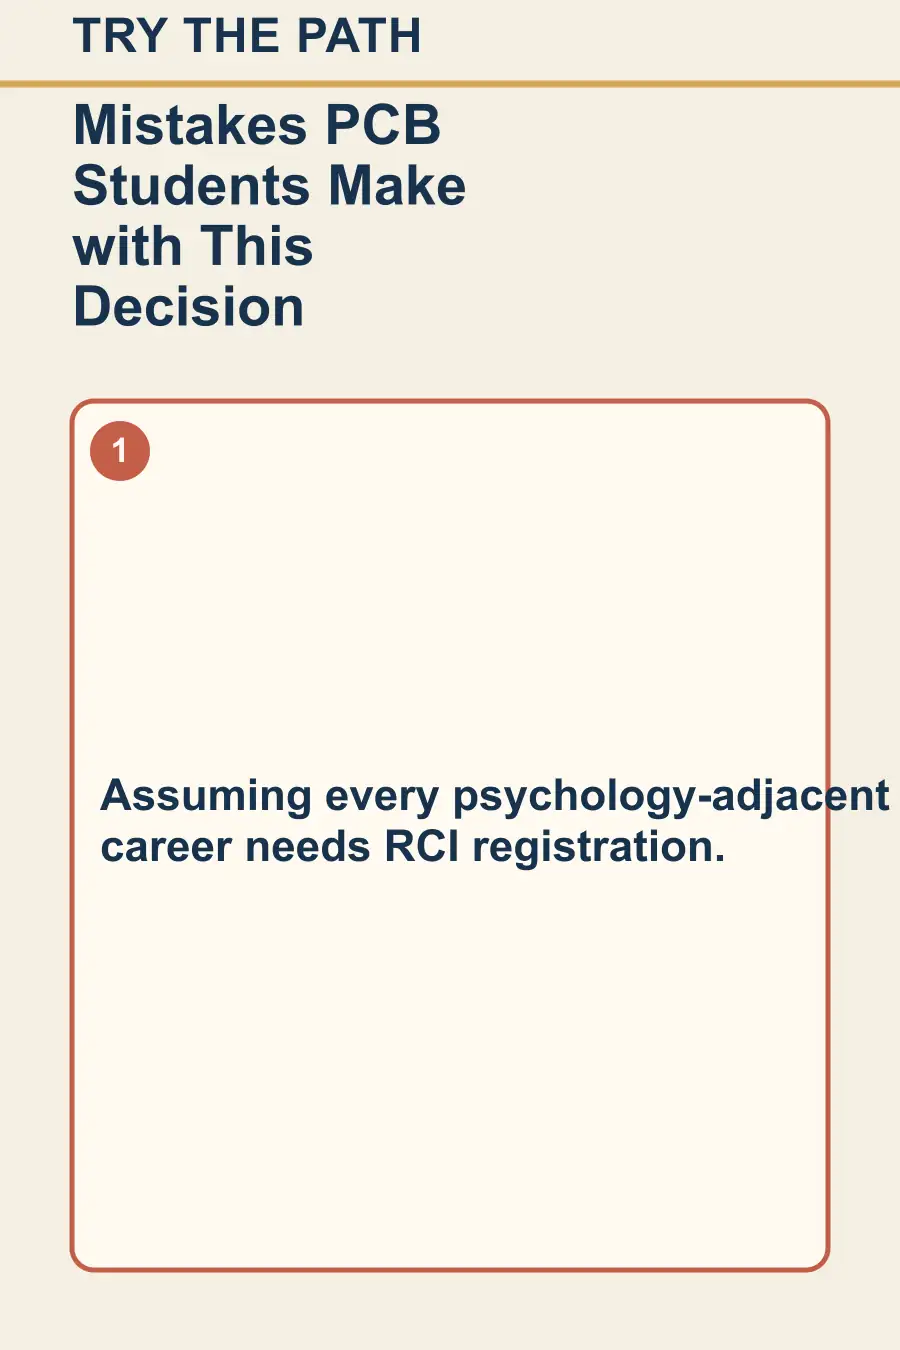 TRY THE PATH
Mistakes PCB
Students Make
with This
Decision
1
Assuming every psychology-adjacent
career needs RCI registration.